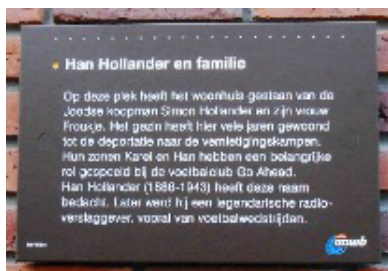 Han Hollander en familie
Op deze plek heeft het woonhuis gestaan van de
Joodse koopman Simon Hollander en zijn vrouw
Froukje. Het gezin heeft hier vele jaren gewoond
tot de deportatie naar de vernietigingskampen.
Hun zonen Karel en Han hebben een belangrijke
rol gespeeld bij de voetbalclub Go Ahead.
Han Hollander (1886-1943) heeft deze naam
bedacht. Later werd hij een legendarische radio-
verslaggever, vooral van voetbalwedstrijden.
anwb